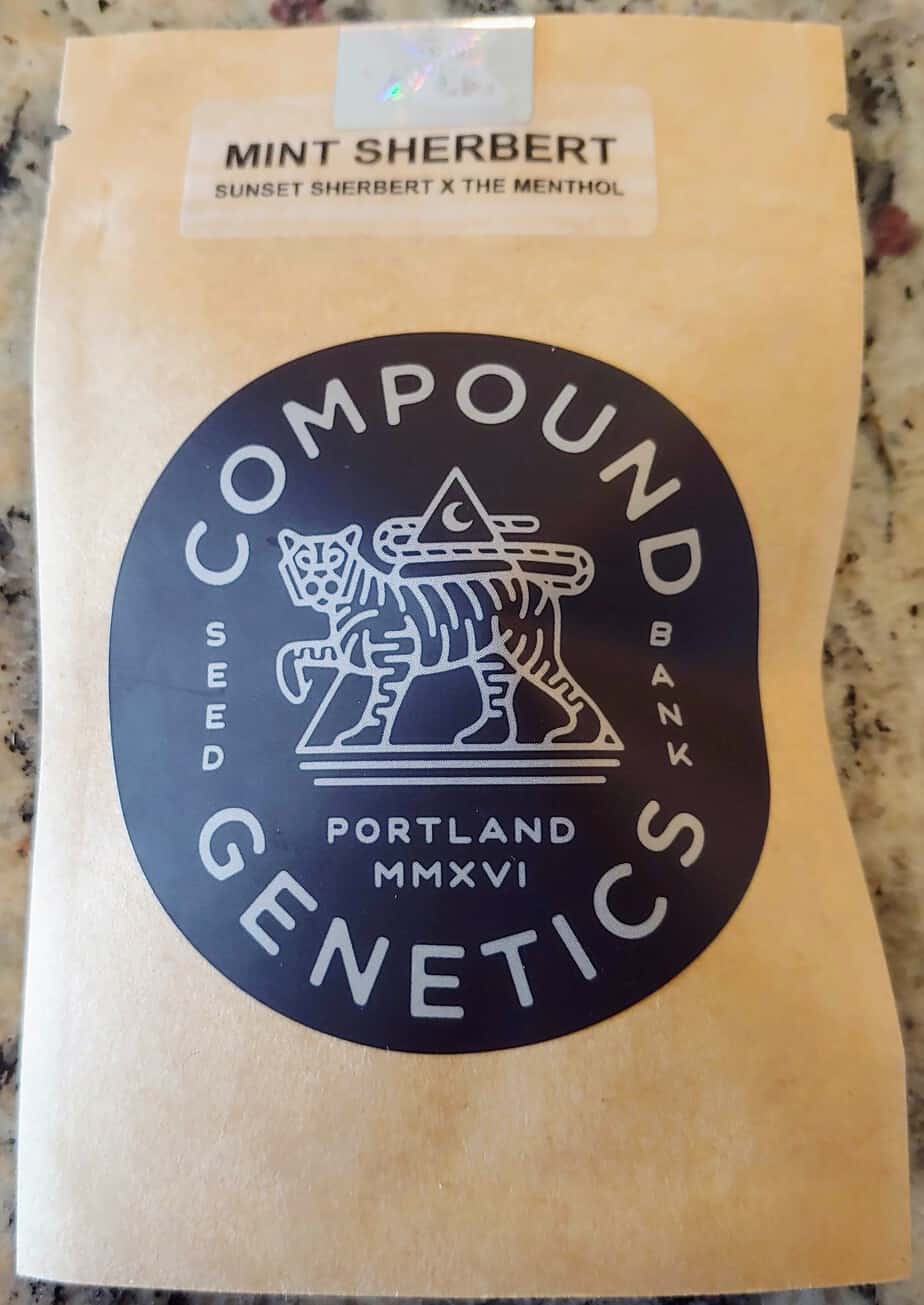 MINT SHERBERT
SUNSET SHERBERT X THE MENTHOL
COMPOUND
SEED
BANK
PORTLAND
MMXVI
GENETICS